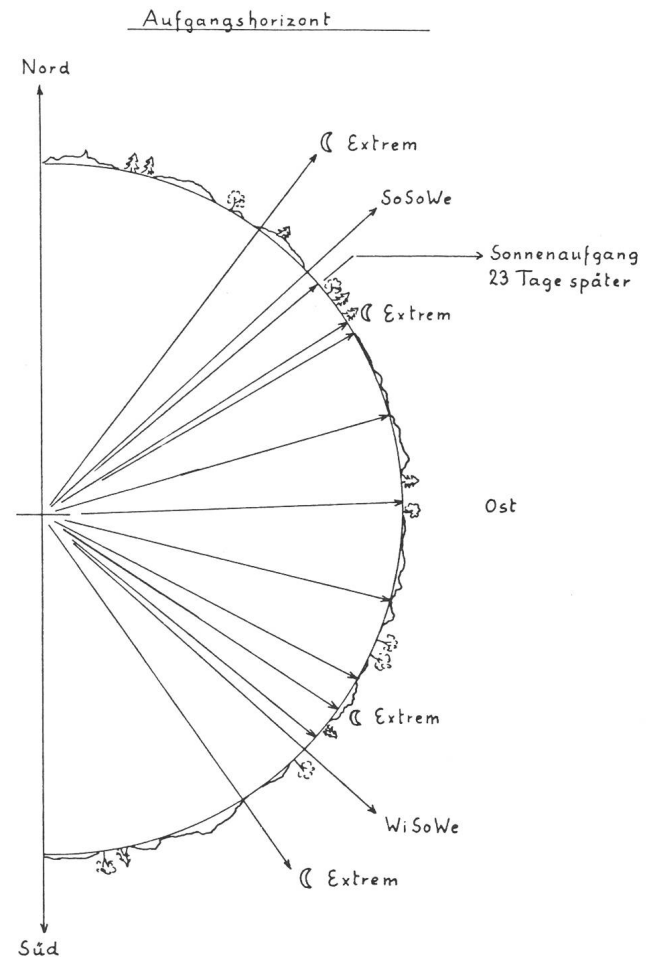 Aufgangshorizont
Nord
Extrem
SoSoWe
Sonnenaufgang
23 Tage später
Extrem
Ost
Extrem
WiSoWe
Extrem
Süd